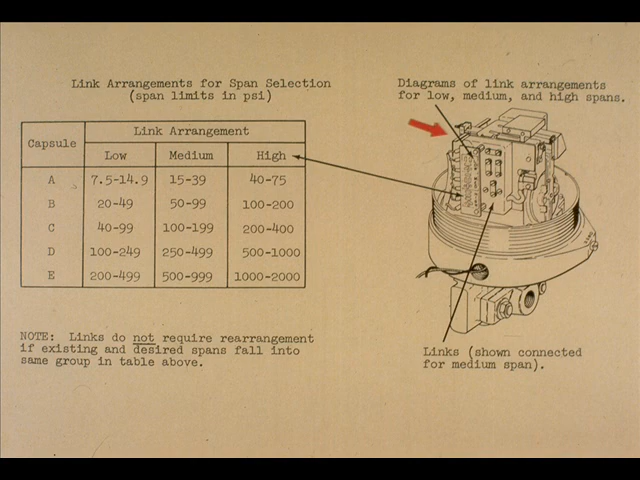 Link Arrangements for Span Selection
(span limits in psi)
Capsule
Link Arrangement
Low Medium High
A 7.5-14.9 15-39 40-75
B 20-49 50-99 100-200
C 40-99 100-199 200-400
D 100-249 250-499 500-1000
E 200-499 500-999 1000-2000
NOTE: Links do not require rearrangement
if existing and desired spans fall into
same group in table above.
Diagrams of link arrangements
for low, medium, and high spans.
Links (shown connected
for medium span).